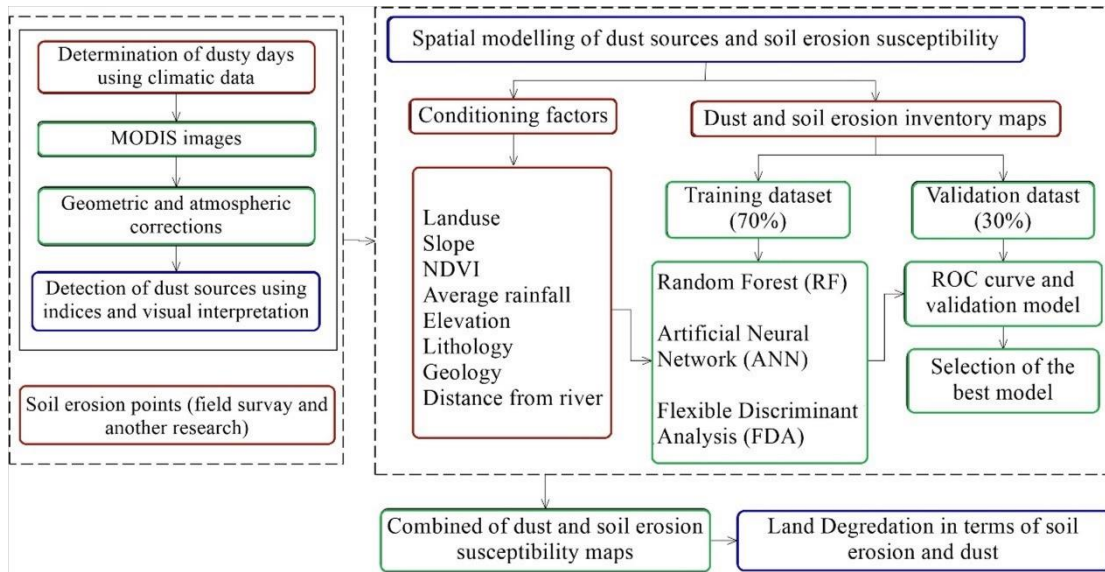 Determination of dusty days
using climatic data
MODIS images
Geometric and atmospheric
corrections
Detection of dust sources using
indices and visual interpretation
Soil erosion points (field survay and
another research)
Spatial modelling of dust sources and soil erosion susceptibility
Conditioning factors
Dust and soil erosion inventory maps
Landuse
Slope
NDVI
Average rainfall
Elevation
Lithology
Geology
Distance from river
Training dataset
(70%)
Validation datast
(30%)
Random Forest (RF)
Artificial Neural
Network (ANN)
Flexible Discriminant
Analysis (FDA)
ROC curve and
validation model
Selection of the
best model
Combined of dust and soil erosion
susceptibility maps
Land Degredation in terms of soil
erosion and dust